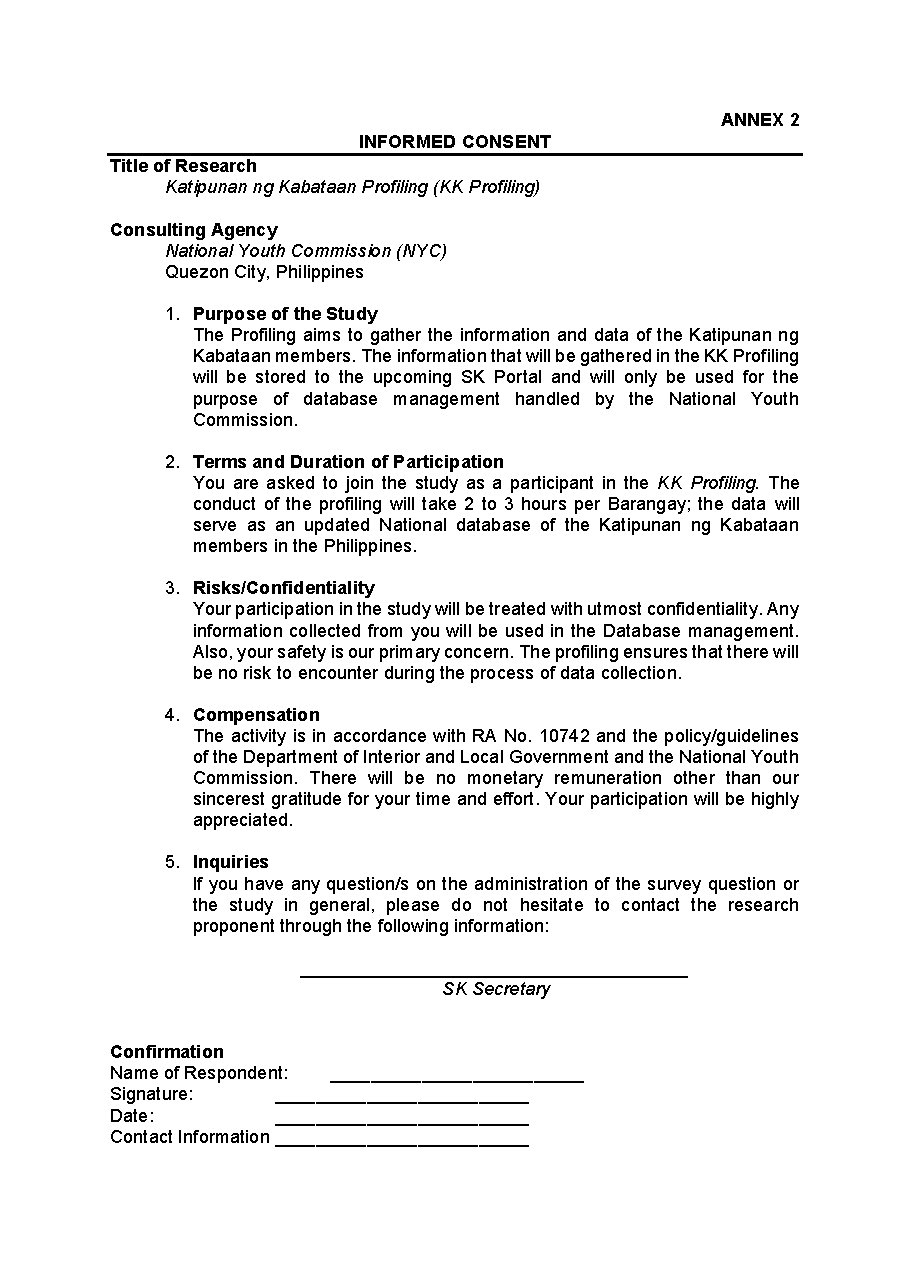 ANNEX 2
INFORMED CONSENT
Title of Research
Katipunan ng Kabataan Profiling (KK Profiling)
Consulting Agency
National Youth Commission (NYC)
Quezon City, Philippines
1. Purpose of the Study
The Profiling aims to gather the information and data of the Katipunan ng
Kabataan members. The information that will be gathered in the KK Profiling
will be stored to the upcoming SK Portal and will only be used for the
purpose of database management handled by the National Youth
Commission.
2. Terms and Duration of Participation
You are asked to join the study as a participant in the KK Profiling. The
conduct of the profiling will take 2 to 3 hours per Barangay; the data will
serve as an updated National database of the Katipunan ng Kabataan
members in the Philippines.
3. Risks/Confidentiality
Your participation in the study will be treated with utmost confidentiality. Any
information collected from you will be used in the Database management.
Also, your safety is our primary concern. The profiling ensures that there will
be no risk to encounter during the process of data collection.
4. Compensation
The activity is in accordance with RA No. 10742 and the policy/guidelines
of the Department of Interior and Local Government and the National Youth
Commission. There will be no monetary remuneration other than our
sincerest gratitude for your time and effort. Your participation will be highly
appreciated.
5. Inquiries
If you have any question/s on the administration of the survey question or
the study in general, please do not hesitate to contact the research
proponent through the following information:
SK Secretary
Confirmation
Name of Respondent: _________________________
Signature: _________________________
Date: _________________________
Contact Information _________________________